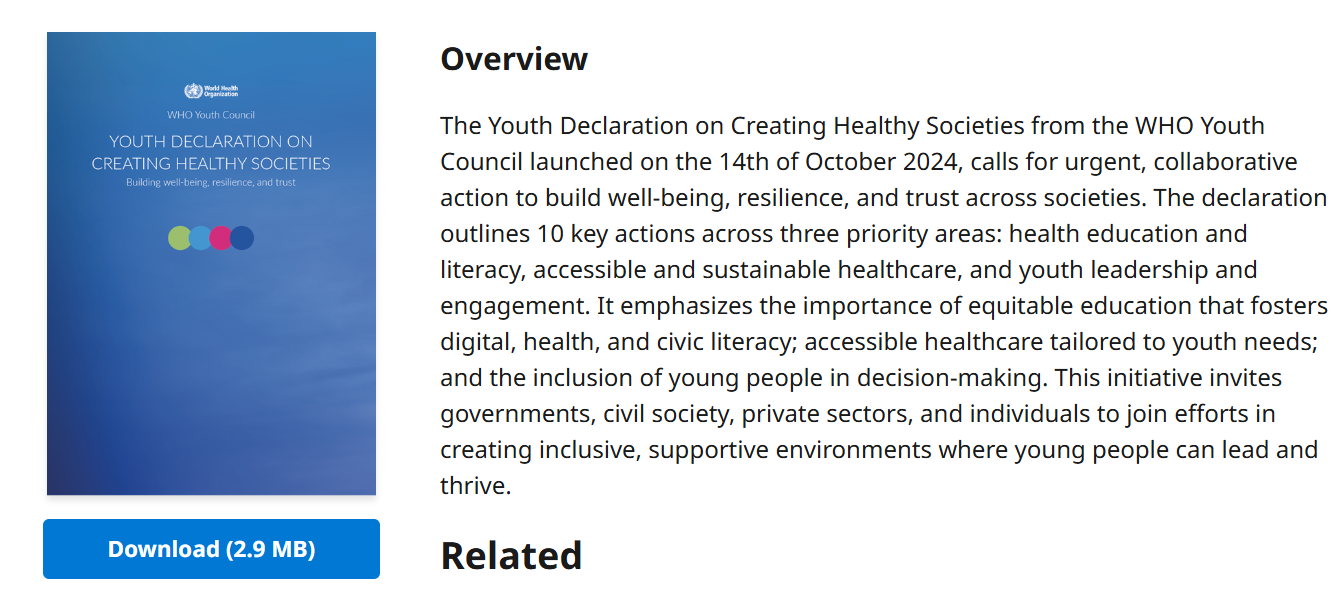 World Health
Organization
WHO Youth Council
YOUTH DECLARATION ON
CREATING HEALTHY SOCIETIES
Building well-being, resilience, and trust
Download (2.9 MB)
Overview
The Youth Declaration on Creating Healthy Societies from the WHO Youth
Council launched on the 14th of October 2024, calls for urgent, collaborative
action to build well-being, resilience, and trust across societies. The declaration
outlines 10 key actions across three priority areas: health education and
literacy, accessible and sustainable healthcare, and youth leadership and
engagement. It emphasizes the importance of equitable education that fosters
digital, health, and civic literacy; accessible healthcare tailored to youth needs;
and the inclusion of young people in decision-making. This initiative invites
governments, civil society, private sectors, and individuals to join efforts in
creating inclusive, supportive environments where young people can lead and
thrive.
Related